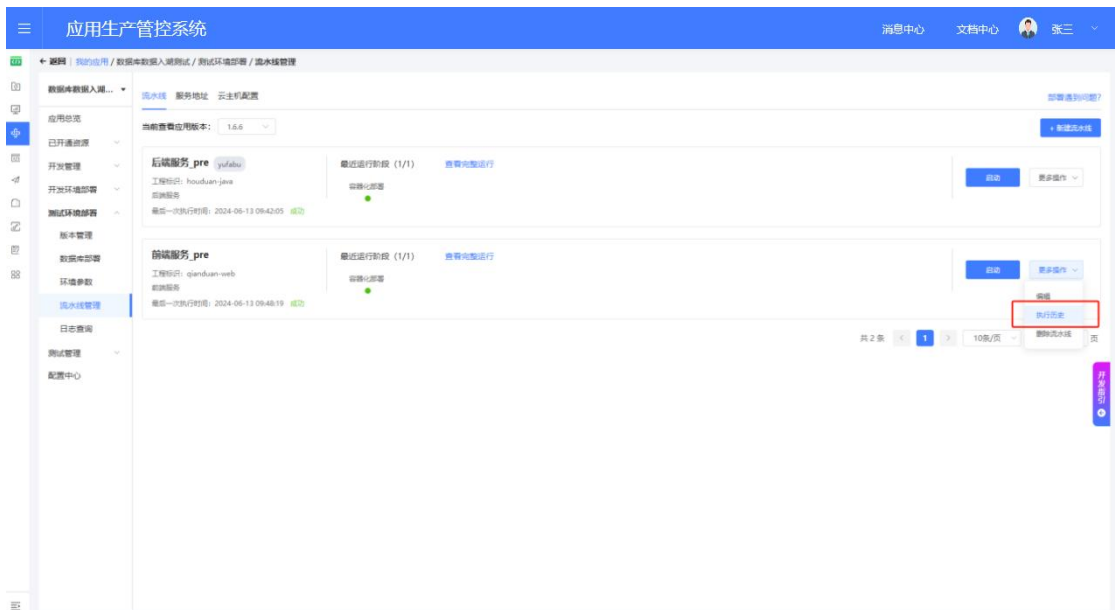 应用生产管控系统
消息中心 文档中心 张三
← 返回 | 我的应用 / 数据库数据入湖测试 / 测试环境部署 / 流水线管理
数据库数据入湖...
流水线 服务地址 云主机配置
部署遇到问题?
应用总览
当前查看应用版本： 1.6.6
+ 新建流水线
已开通资源
开发管理
开发环境部署
测试环境部署
版本管理
数据库部署
环境参数
流水线管理
日志查询
测试管理
配置中心
后端服务_pre yufabu
最近运行阶段 (1/1) 查看完整运行
工程标识: houduan-java
容器化部署
后端服务
最后一次执行时间: 2024-06-13 09:42:05 成功
启动 更多操作
前端服务_pre
最近运行阶段 (1/1) 查看完整运行
工程标识: qianduan-web
容器化部署
前端服务
最后一次执行时间: 2024-06-13 09:48:19 成功
启动 更多操作
编辑
执行历史
删除流水线
共 2 条 < 1 > 10条/页 页
开发指引